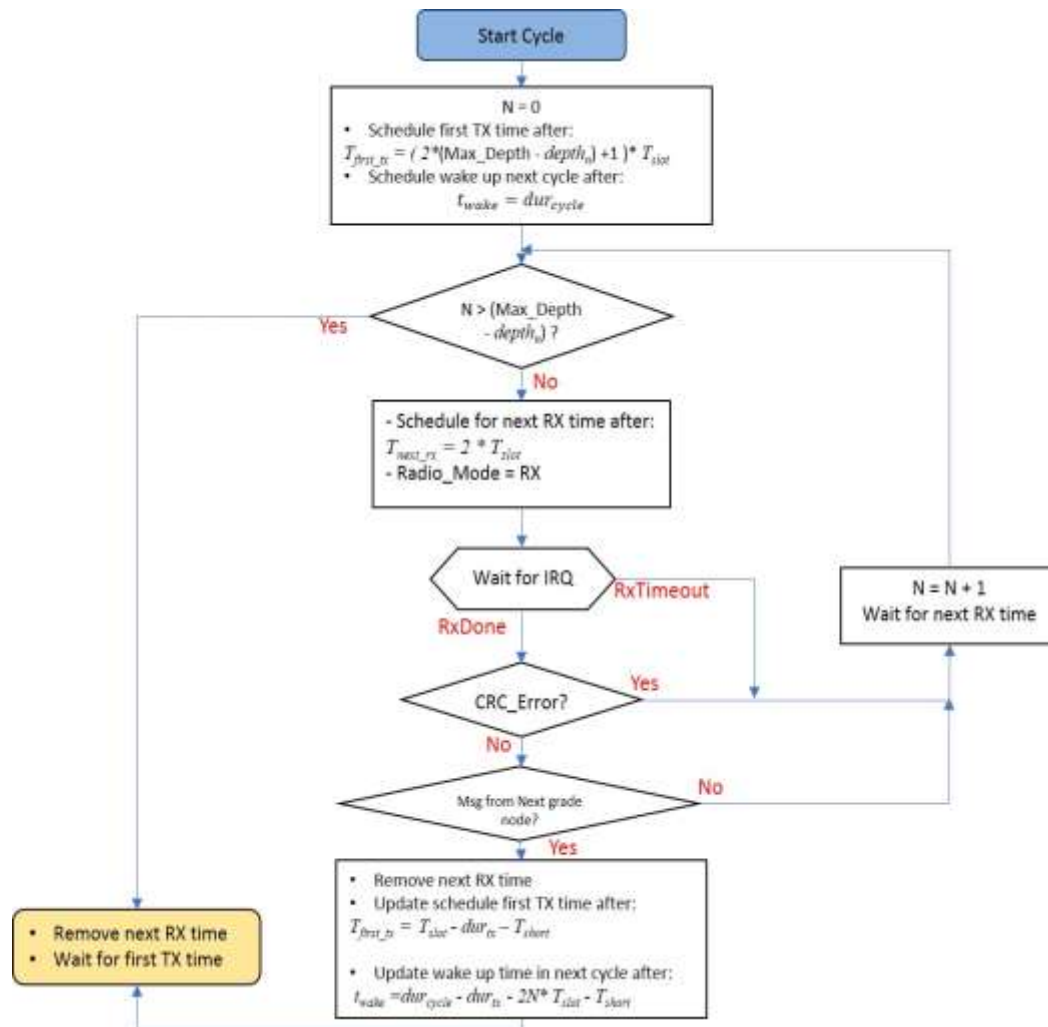 Start Cycle
N = 0
• Schedule first TX time after:
T_first_tx = ( 2*(Max_Depth - depth_n) +1 )* T_slot
• Schedule wake up next cycle after:
t_wake = dur_cycle
N > (Max_Depth
- depth_n) ?
Yes
No
- Schedule for next RX time after:
T_next_rx = 2 * T_slot
- Radio_Mode = RX
Wait for IRQ
RxTimeout
RxDone
N = N + 1
Wait for next RX time
CRC_Error?
Yes
No
Msg from Next grade
node?
No
Yes
• Remove next RX time
• Update schedule first TX time after:
T_first_tx = T_slot - dur_tx – T_short
• Update wake up time in next cycle after:
t_wake =dur_cycle - dur_tx - 2N* T_slot - T_short
• Remove next RX time
• Wait for first TX time